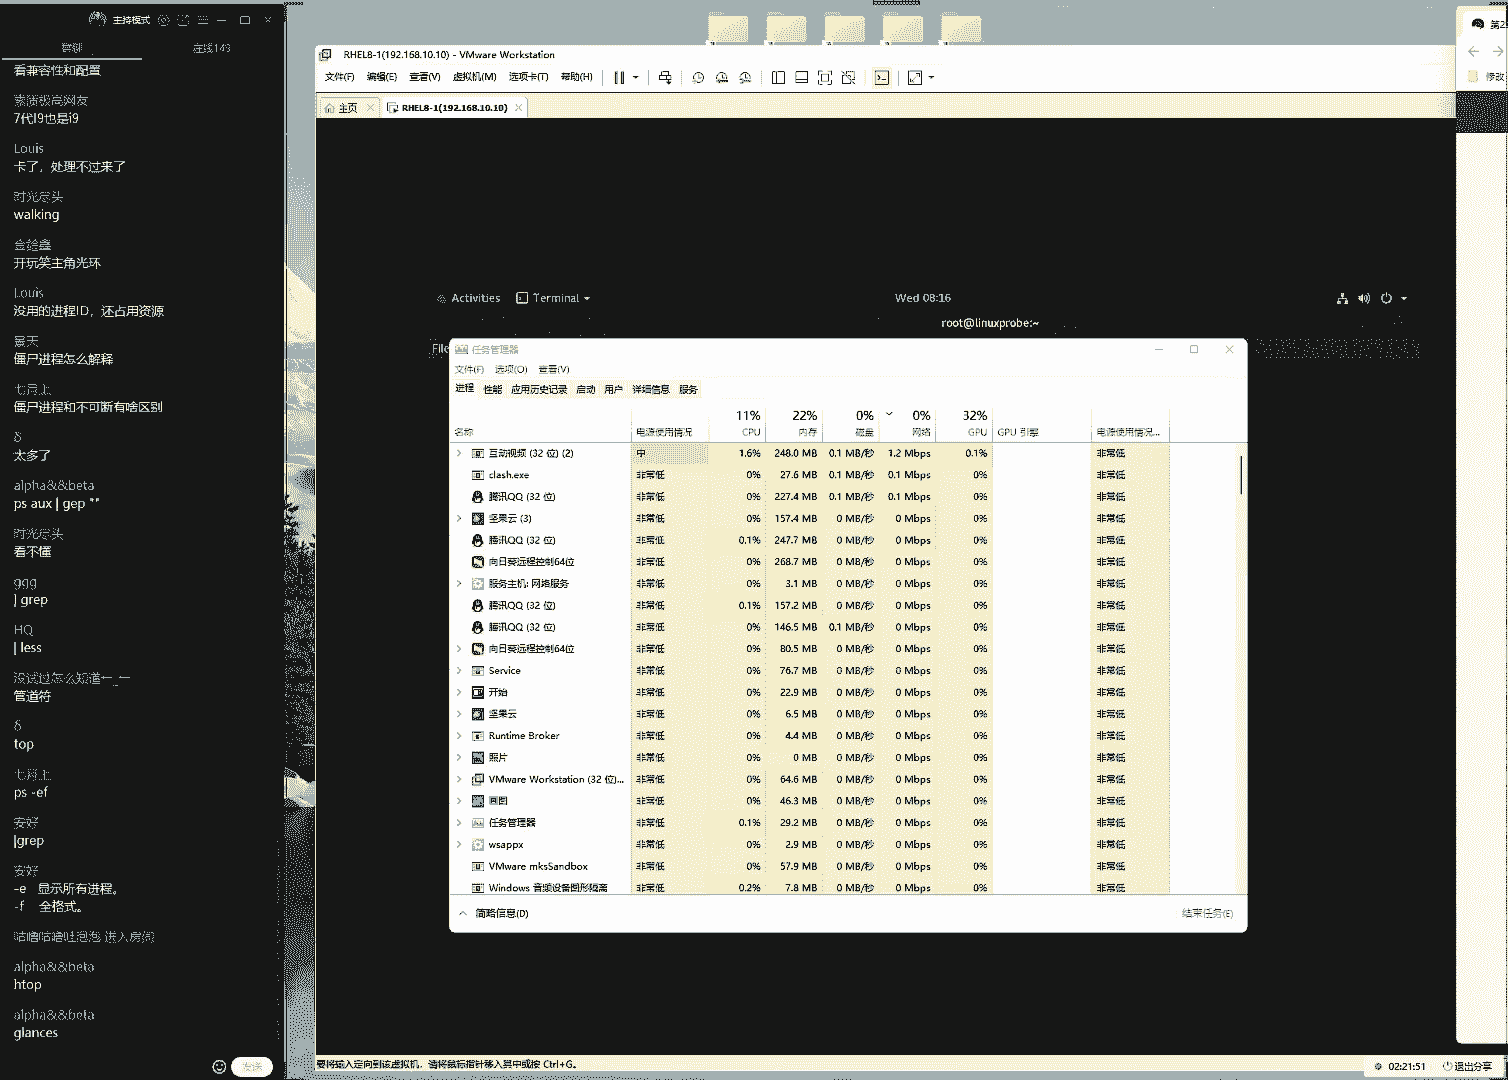 主持模式
在线143
看兼容性和配置
素质极高网友
7代I9也是i9
Louis
卡了，处理不过来了
时光尽头
walking
金铨鑫
开玩笑主角光环
Louis
没用的进程ID，还占用资源
景天
僵尸进程怎么解释
七月上
僵尸进程和不可断有啥区别
δ
太多了
alpha&&beta
ps aux | gep ""
时光尽头
看不懂
ggg
] grep
HQ
| less
没试过怎么知道←_←
管道符
δ
top
七月上
ps -ef
安好
|grep
安好
-e 显示所有进程。
-f 全格式。
咕噜咕噜吐泡泡 进入房间
alpha&&beta
htop
alpha&&beta
glances
发送
RHEL8-1(192.168.10.10) - VMware Workstation
文件(F) 编辑(E) 查看(V) 虚拟机(M) 选项卡(T) 帮助(H)
主页 RHEL8-1(192.168.10.10)
Activities Terminal Wed 08:16
root@linuxprobe:~
File
任务管理器
文件(F) 选项(O) 查看(V)
进程 性能 应用历史记录 启动 用户 详细信息 服务
11% 22% 0% 0% 32%
名称 电源使用情况 CPU 内存 磁盘 网络 GPU GPU 引擎 电源使用情况...
互动视频 (32 位) (2) 中 1.6% 248.0 MB 0.1 MB/秒 1.2 Mbps 0.1% 非常低
clash.exe 非常低 0% 27.6 MB 0.1 MB/秒 0.1 Mbps 0% 非常低
腾讯QQ (32 位) 非常低 0% 227.4 MB 0.1 MB/秒 0.1 Mbps 0% 非常低
坚果云 (3) 非常低 0% 157.4 MB 0 MB/秒 0 Mbps 0% 非常低
腾讯QQ (32 位) 非常低 0.1% 247.7 MB 0 MB/秒 0 Mbps 0% 非常低
向日葵远程控制64位 非常低 0% 268.7 MB 0 MB/秒 0 Mbps 0% 非常低
服务主机: 网络服务 非常低 0% 3.1 MB 0 MB/秒 0 Mbps 0% 非常低
腾讯QQ (32 位) 非常低 0.1% 157.2 MB 0 MB/秒 0 Mbps 0% 非常低
腾讯QQ (32 位) 非常低 0% 146.5 MB 0.1 MB/秒 0 Mbps 0% 非常低
向日葵远程控制64位 非常低 0% 80.5 MB 0 MB/秒 0 Mbps 0% 非常低
Service 非常低 0% 76.7 MB 0 MB/秒 0 Mbps 0% 非常低
开始 非常低 0% 22.9 MB 0 MB/秒 0 Mbps 0% 非常低
坚果云 非常低 0% 6.5 MB 0 MB/秒 0 Mbps 0% 非常低
Runtime Broker 非常低 0% 4.4 MB 0 MB/秒 0 Mbps 0% 非常低
照片 非常低 0% 0 MB 0 MB/秒 0 Mbps 0% 非常低
VMware Workstation (32 位)... 非常低 0% 64.6 MB 0 MB/秒 0 Mbps 0% 非常低
画图 非常低 0% 46.3 MB 0 MB/秒 0 Mbps 0% 非常低
任务管理器 非常低 0.1% 29.2 MB 0 MB/秒 0 Mbps 0% 非常低
wsappx 非常低 0% 2.9 MB 0 MB/秒 0 Mbps 0% 非常低
VMware mksSandbox 非常低 0% 57.9 MB 0 MB/秒 0 Mbps 0% 非常低
Windows 音频设备图形隔离 非常低 0.2% 7.8 MB 0 MB/秒 0 Mbps 0% 非常低
简略信息(D) 结束任务(E)
要将输入定向到该虚拟机，请将鼠标指针移入其中或按 Ctrl+G。
第2
修改
02:21:51 退出分享